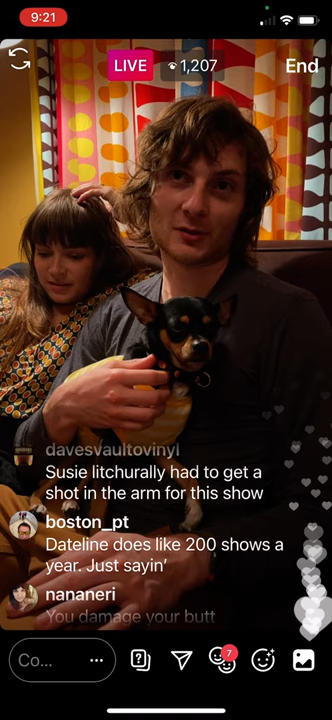 9:21
LIVE
1,207
End
davesvaultovinyl
Susie litchurally had to get a
shot in the arm for this show
boston_pt
Dateline does like 200 shows a
year. Just sayin’
nananeri
You damage your butt
Co...
7